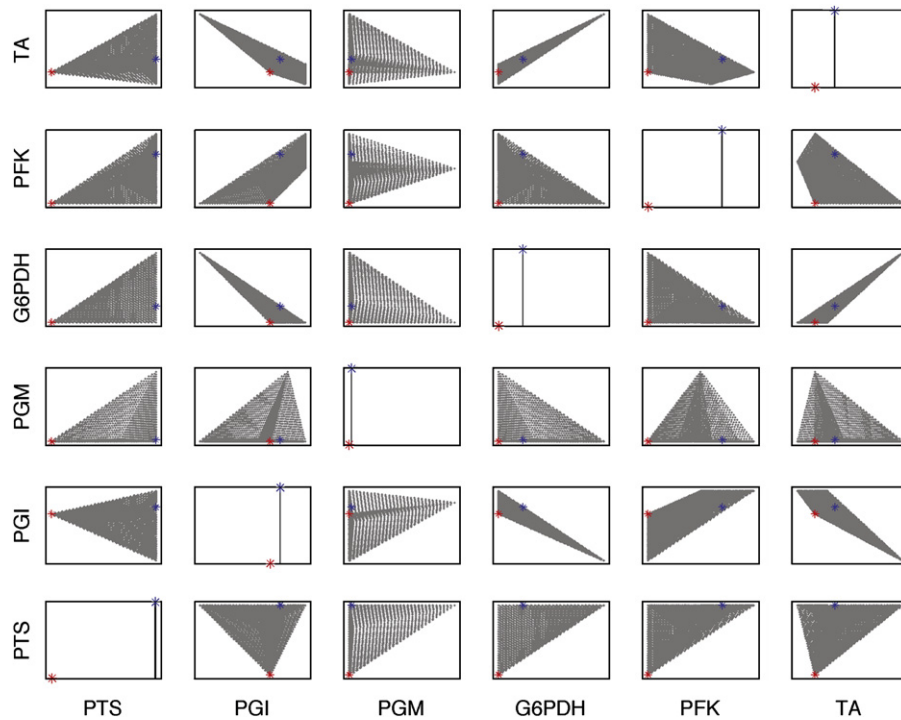 TA
PFK
G6PDH
PGM
PGI
PTS
PTS PGI PGM G6PDH PFK TA